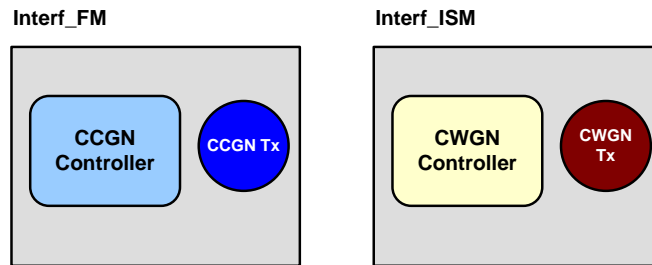 Interf_FM
Interf_ISM
CCGN
Controller
CCGN Tx
CWGN
Controller
CWGN
Tx